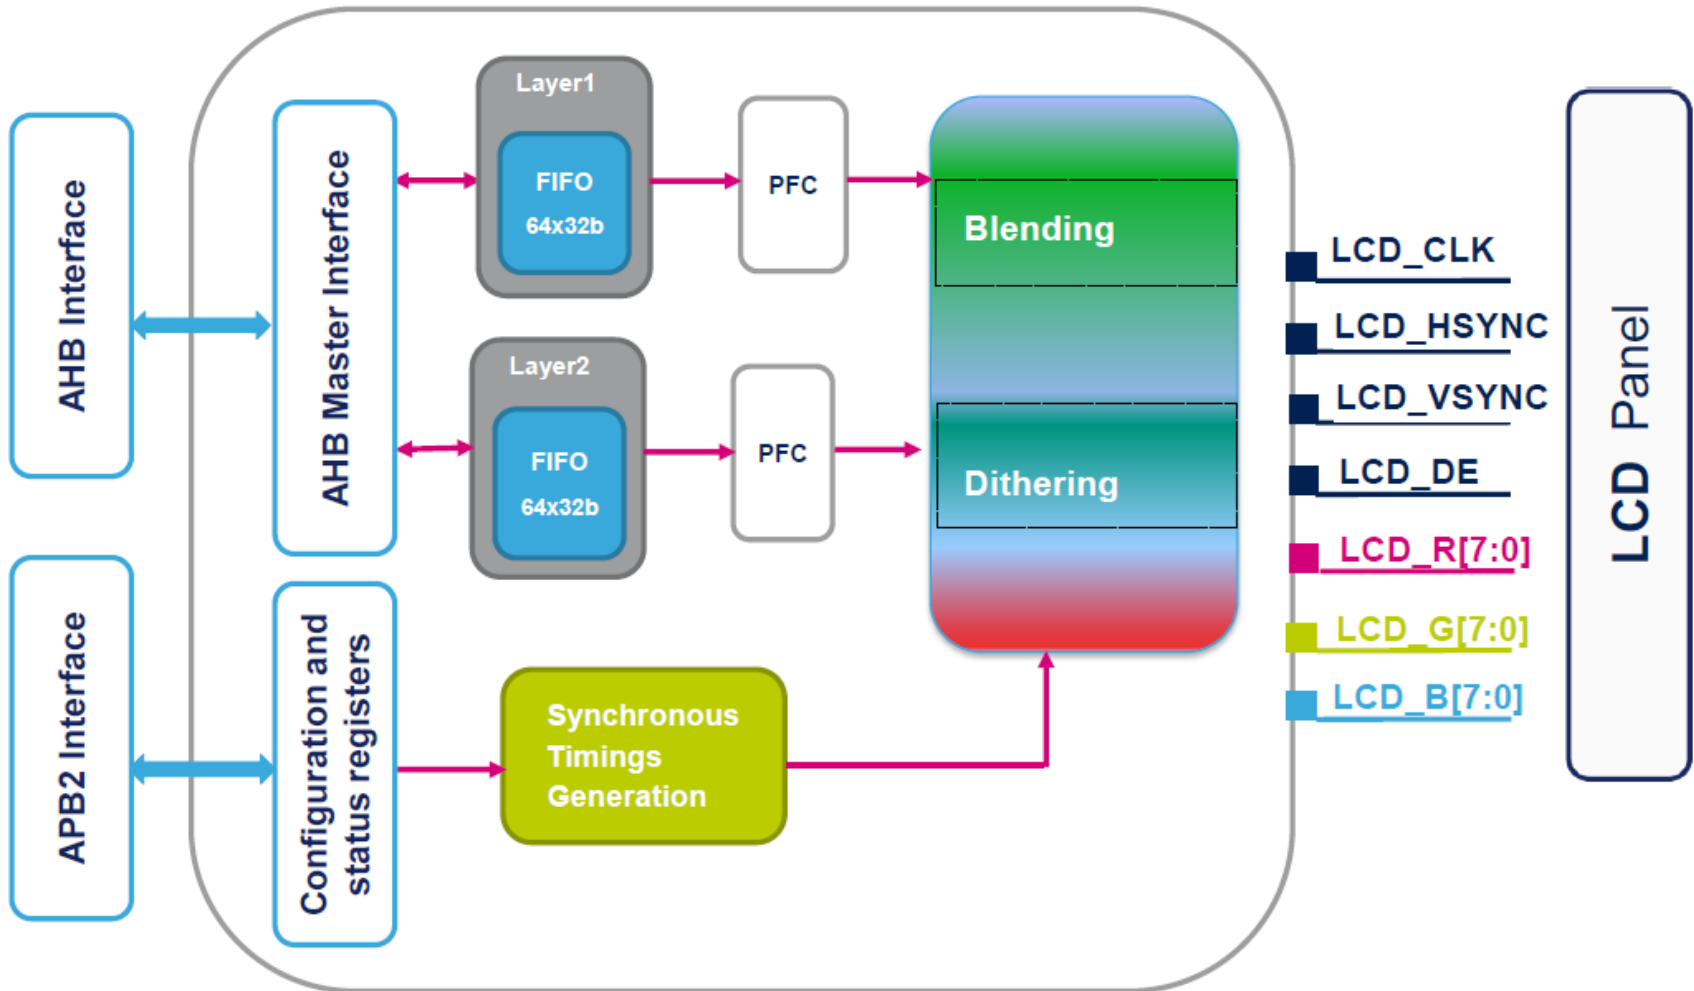 AHB Interface
APB2 Interface
AHB Master Interface
Configuration and
status registers
Layer1
FIFO
64x32b
PFC
Layer2
FIFO
64x32b
PFC
Synchronous
Timings
Generation
Blending
Dithering
LCD_CLK
LCD_HSYNC
LCD_VSYNC
LCD_DE
LCD_R[7:0]
LCD_G[7:0]
LCD_B[7:0]
LCD Panel